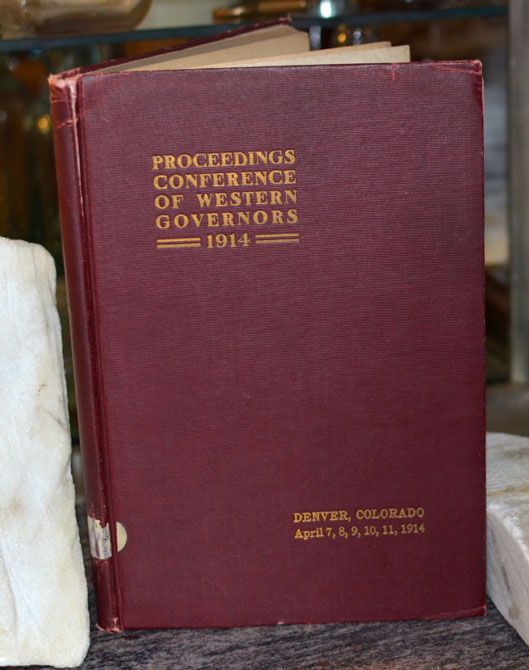 PROCEEDINGS
CONFERENCE
OF WESTERN
GOVERNORS
1914
DENVER, COLORADO
April 7, 8, 9, 10, 11, 1914